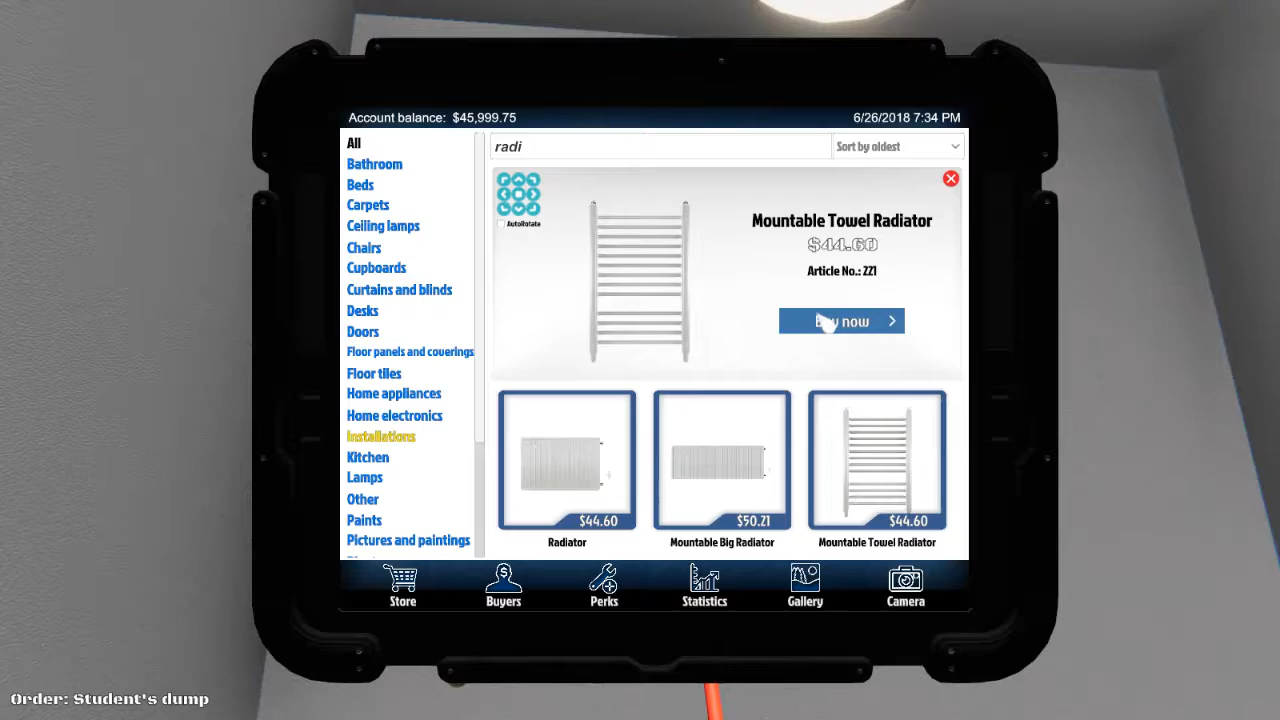 Account balance: $45,999.75
6/26/2018 7:34 PM
All
Bathroom
Beds
Carpets
Ceiling lamps
Chairs
Cupboards
Curtains and blinds
Desks
Doors
Floor panels and coverings
Floor tiles
Home appliances
Home electronics
Installations
Kitchen
Lamps
Other
Paints
Pictures and paintings
radi
Sort by oldest
AutoRotate
Mountable Towel Radiator
$44.60
Article No.: 221
Buy now
$44.60
Radiator
$50.21
Mountable Big Radiator
$44.60
Mountable Towel Radiator
Store
Buyers
Perks
Statistics
Gallery
Camera
Order: Student's dump